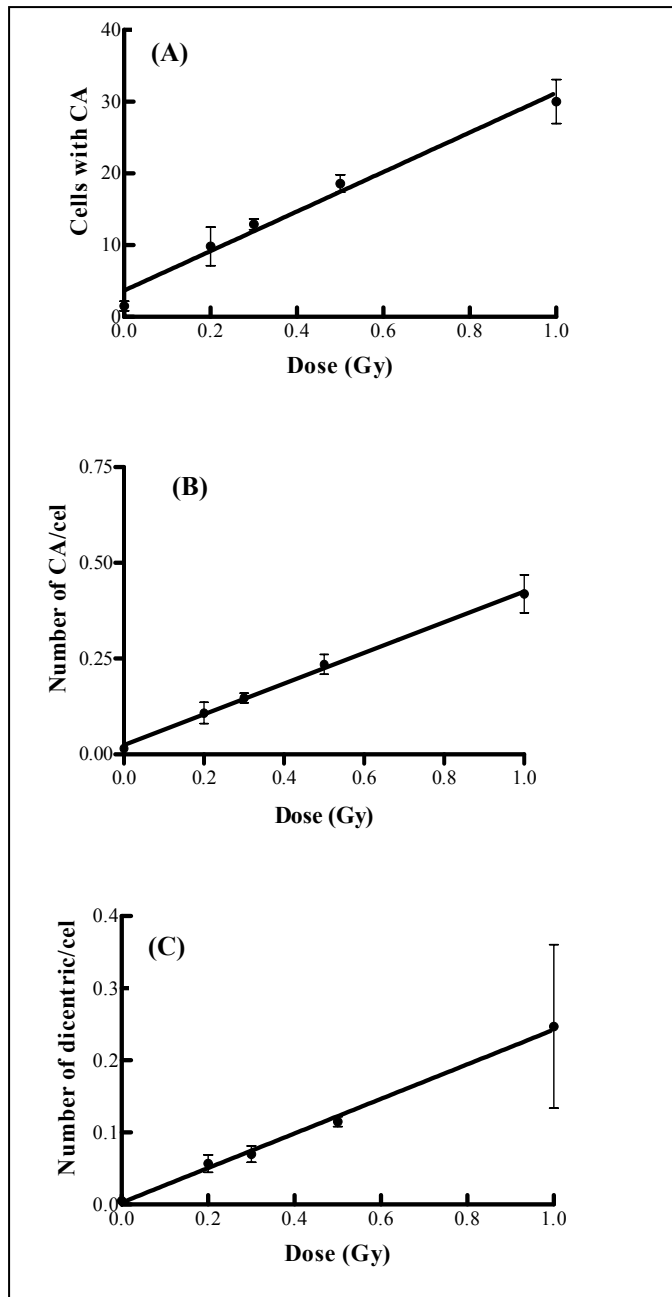 (A)
Cells with CA
40
30
20
10
0
0.0 0.2 0.4 0.6 0.8 1.0
Dose (Gy)
(B)
Number of CA/cel
0.75
0.50
0.25
0.00
0.0 0.2 0.4 0.6 0.8 1.0
Dose (Gy)
(C)
Number of dicentric/cel
0.4
0.3
0.2
0.1
0.0
0.0 0.2 0.4 0.6 0.8 1.0
Dose (Gy)